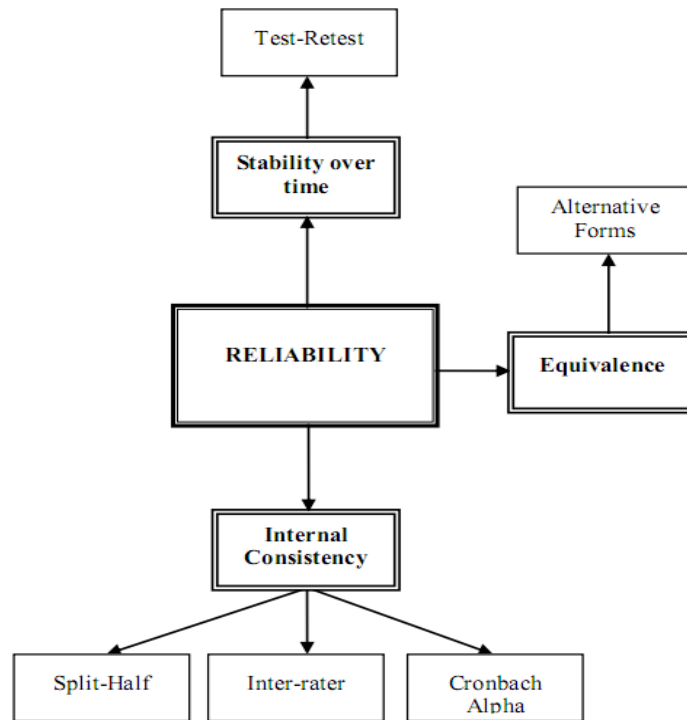 Test-Retest
Stability over
time
Alternative
Forms
RELIABILITY
Equivalence
Internal
Consistency
Split-Half
Inter-rater
Cronbach
Alpha